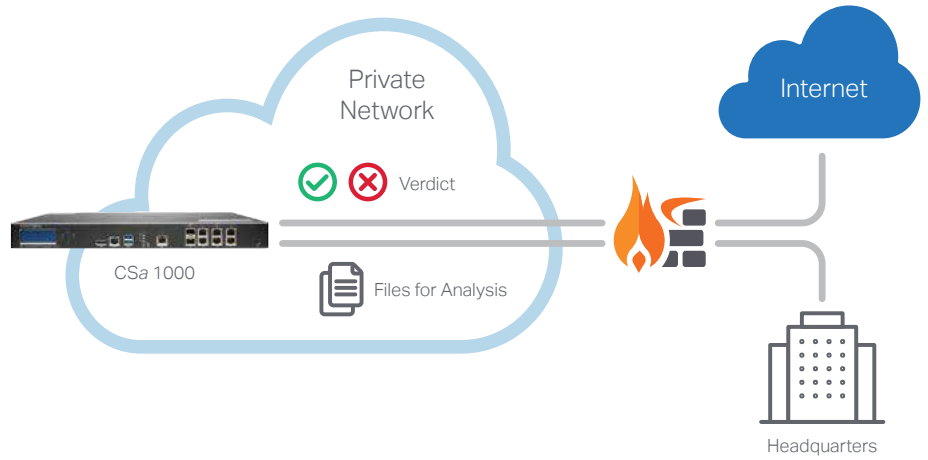 Private
Network
Internet
Verdict
CSa 1000
Files for Analysis
Headquarters